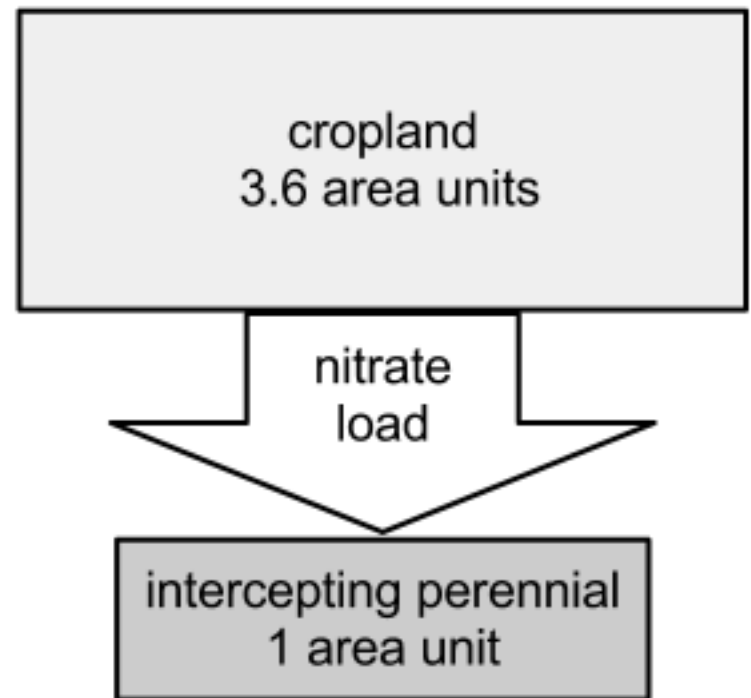 cropland
3.6 area units
nitrate
load
intercepting perennial
1 area unit